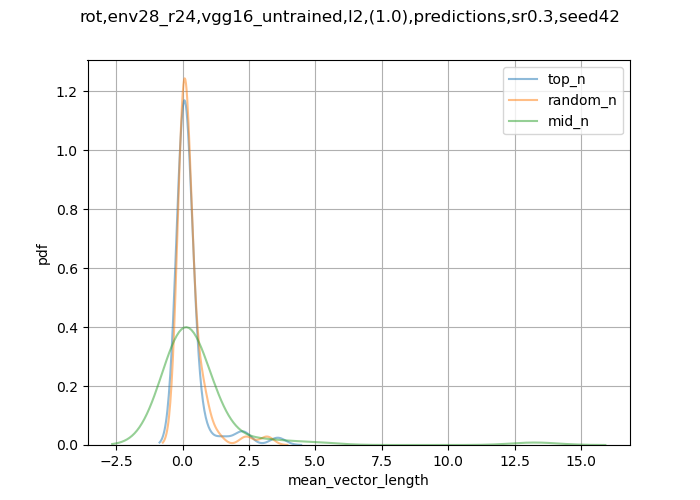 rot,env28_r24,vgg16_untrained,l2,(1.0),predictions,sr0.3,seed42
top_n
random_n
mid_n
1.2
1.0
0.8
0.6
0.4
0.2
0.0
pdf
−2.5 0.0 2.5 5.0 7.5 10.0 12.5 15.0
mean_vector_length